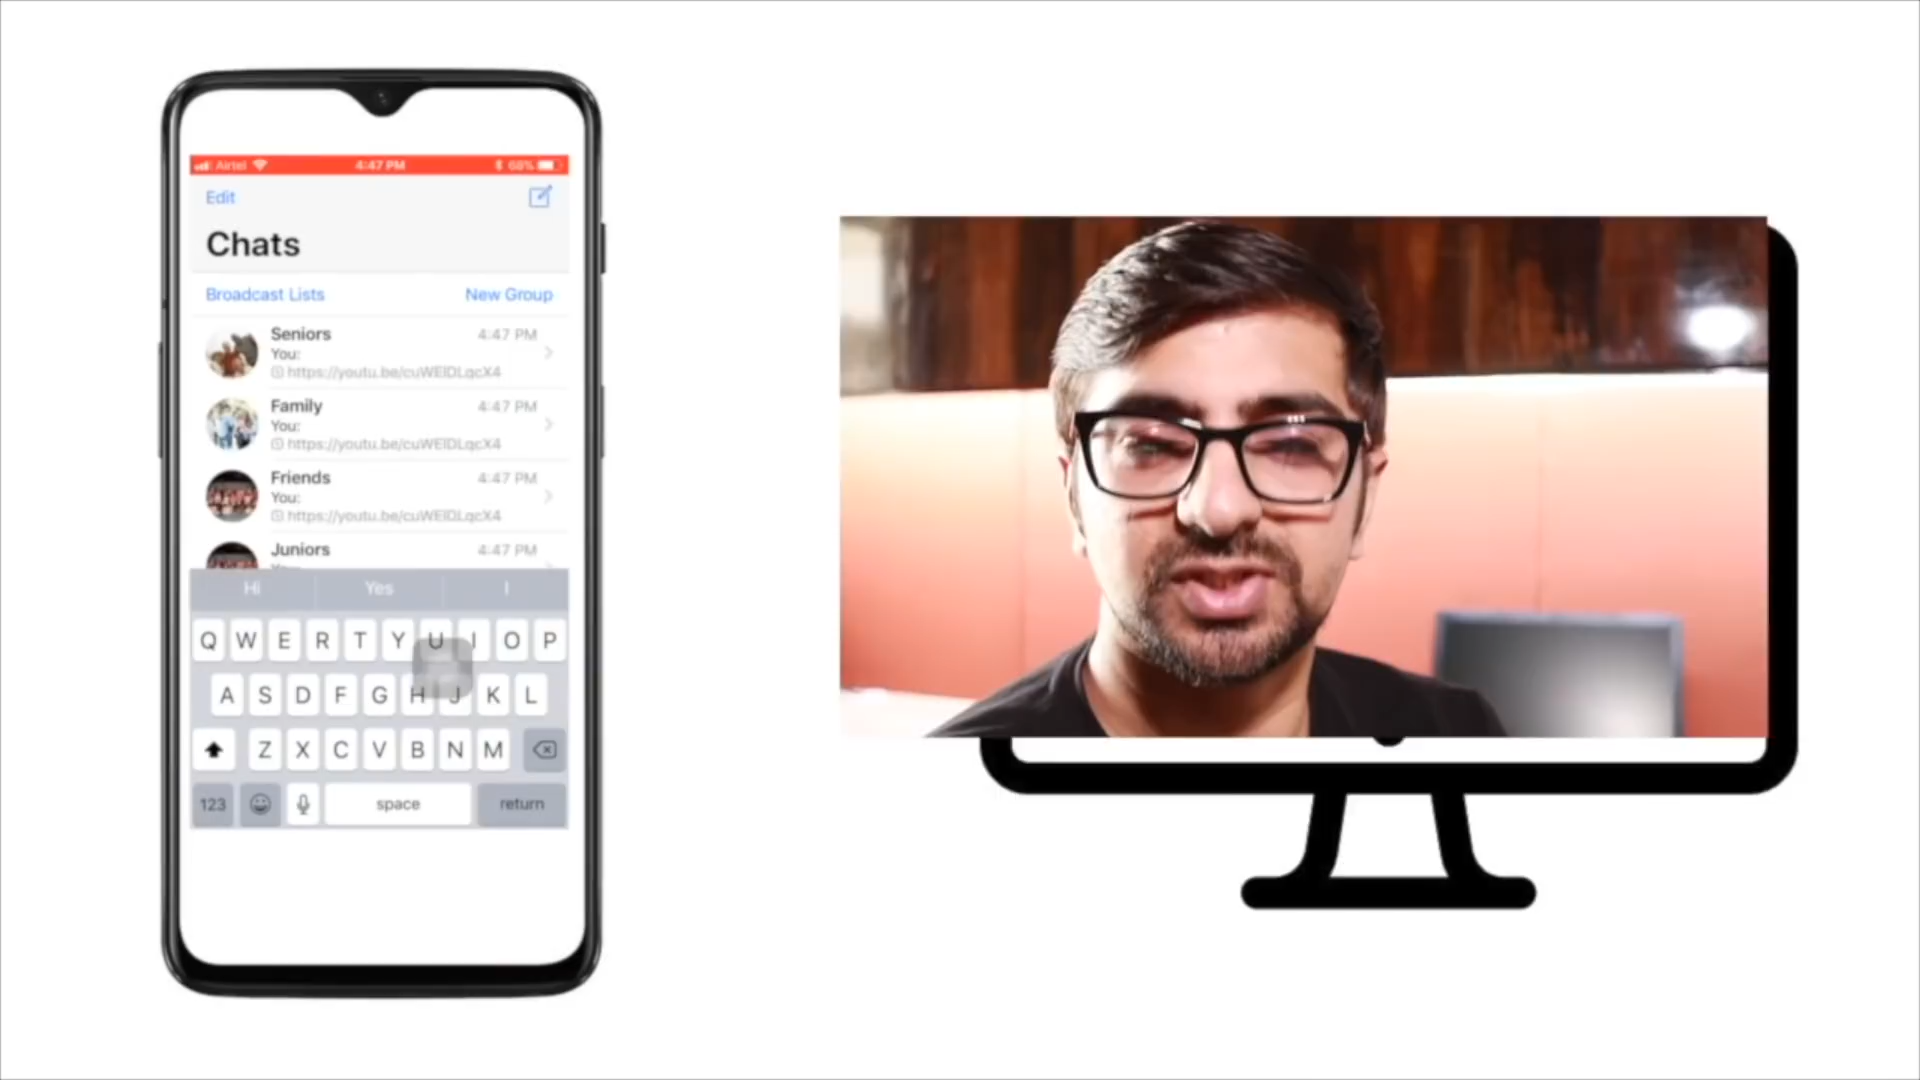 Airtel 4:47 PM 68%
Edit
Chats
Broadcast Lists New Group
Seniors 4:47 PM
You:
https://youtu.be/cuWEIDLqcX4
Family 4:47 PM
You:
https://youtu.be/cuWEIDLqcX4
Friends 4:47 PM
You:
https://youtu.be/cuWEIDLqcX4
Juniors 4:47 PM
Hi Yes I
Q W E R T Y U I O P
A S D F G H J K L
Z X C V B N M
123 space return